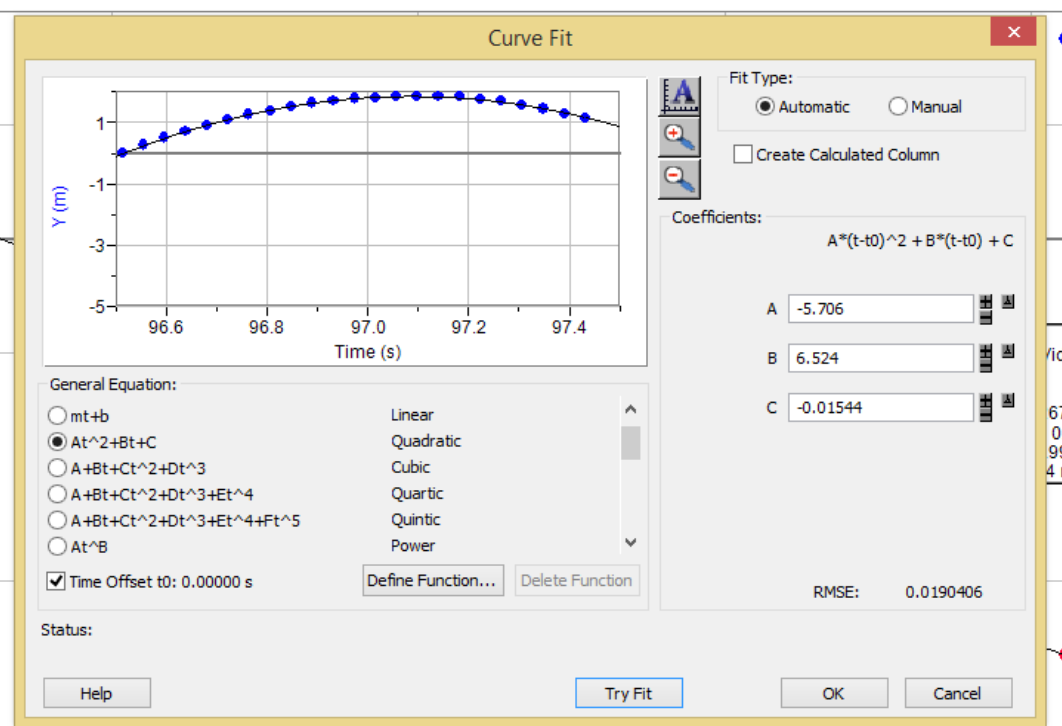 Curve Fit
1
-1
-3
-5
Y (m)
96.6 96.8 97.0 97.2 97.4
Time (s)
A
Fit Type:
Automatic Manual
Create Calculated Column
Coefficients:
A*(t-t0)^2 + B*(t-t0) + C
A -5.706
B 6.524
C -0.01544
RMSE: 0.0190406
General Equation:
mt+b Linear
At^2+Bt+C Quadratic
A+Bt+Ct^2+Dt^3 Cubic
A+Bt+Ct^2+Dt^3+Et^4 Quartic
A+Bt+Ct^2+Dt^3+Et^4+Ft^5 Quintic
At^B Power
Time Offset t0: 0.00000 s
Define Function... Delete Function
Status:
Help Try Fit OK Cancel